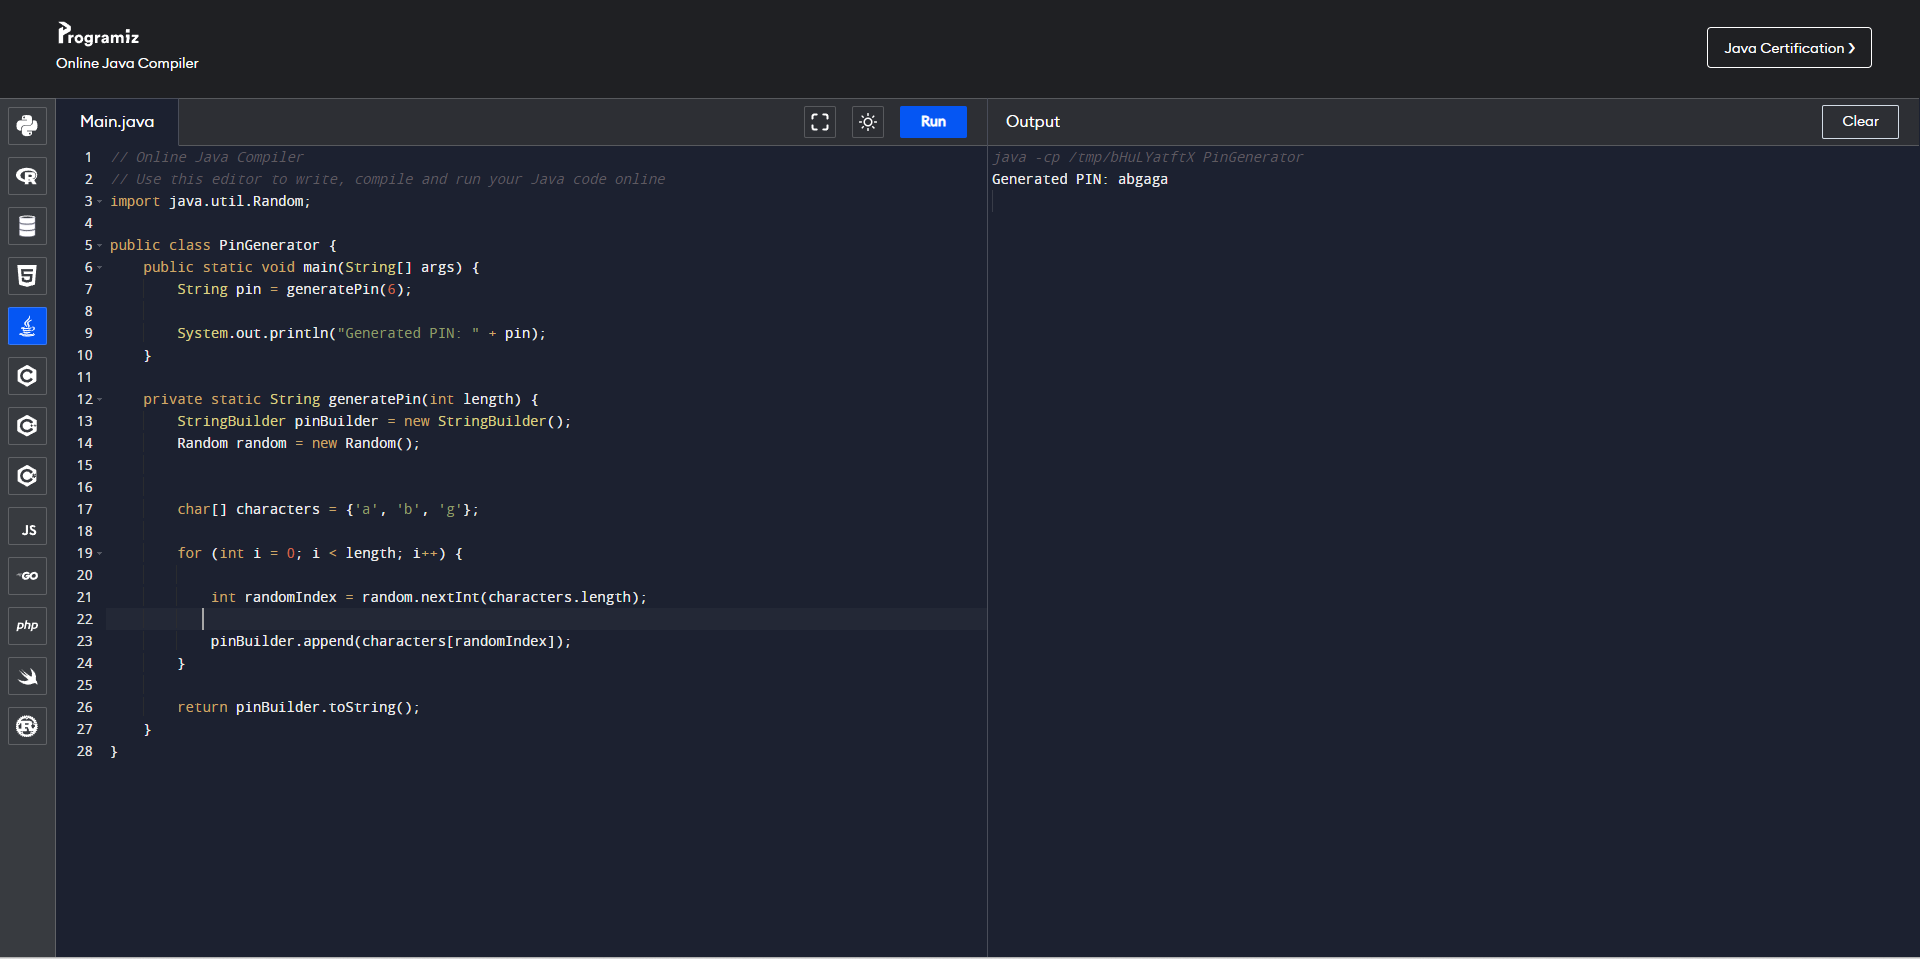 Programiz
Online Java Compiler
Java Certification ❯
Main.java
Run
Output
Clear
1 // Online Java Compiler
2 // Use this editor to write, compile and run your Java code online
3 import java.util.Random;
4
5 public class PinGenerator {
6     public static void main(String[] args) {
7         String pin = generatePin(6);
8
9         System.out.println("Generated PIN: " + pin);
10     }
11
12     private static String generatePin(int length) {
13         StringBuilder pinBuilder = new StringBuilder();
14         Random random = new Random();
15
16
17         char[] characters = {'a', 'b', 'g'};
18
19         for (int i = 0; i < length; i++) {
20
21             int randomIndex = random.nextInt(characters.length);
22
23             pinBuilder.append(characters[randomIndex]);
24         }
25
26         return pinBuilder.toString();
27     }
28 }
java -cp /tmp/bHuLYatftX PinGenerator
Generated PIN: abgaga
R
5
C
C
C
JS
GO
php
R